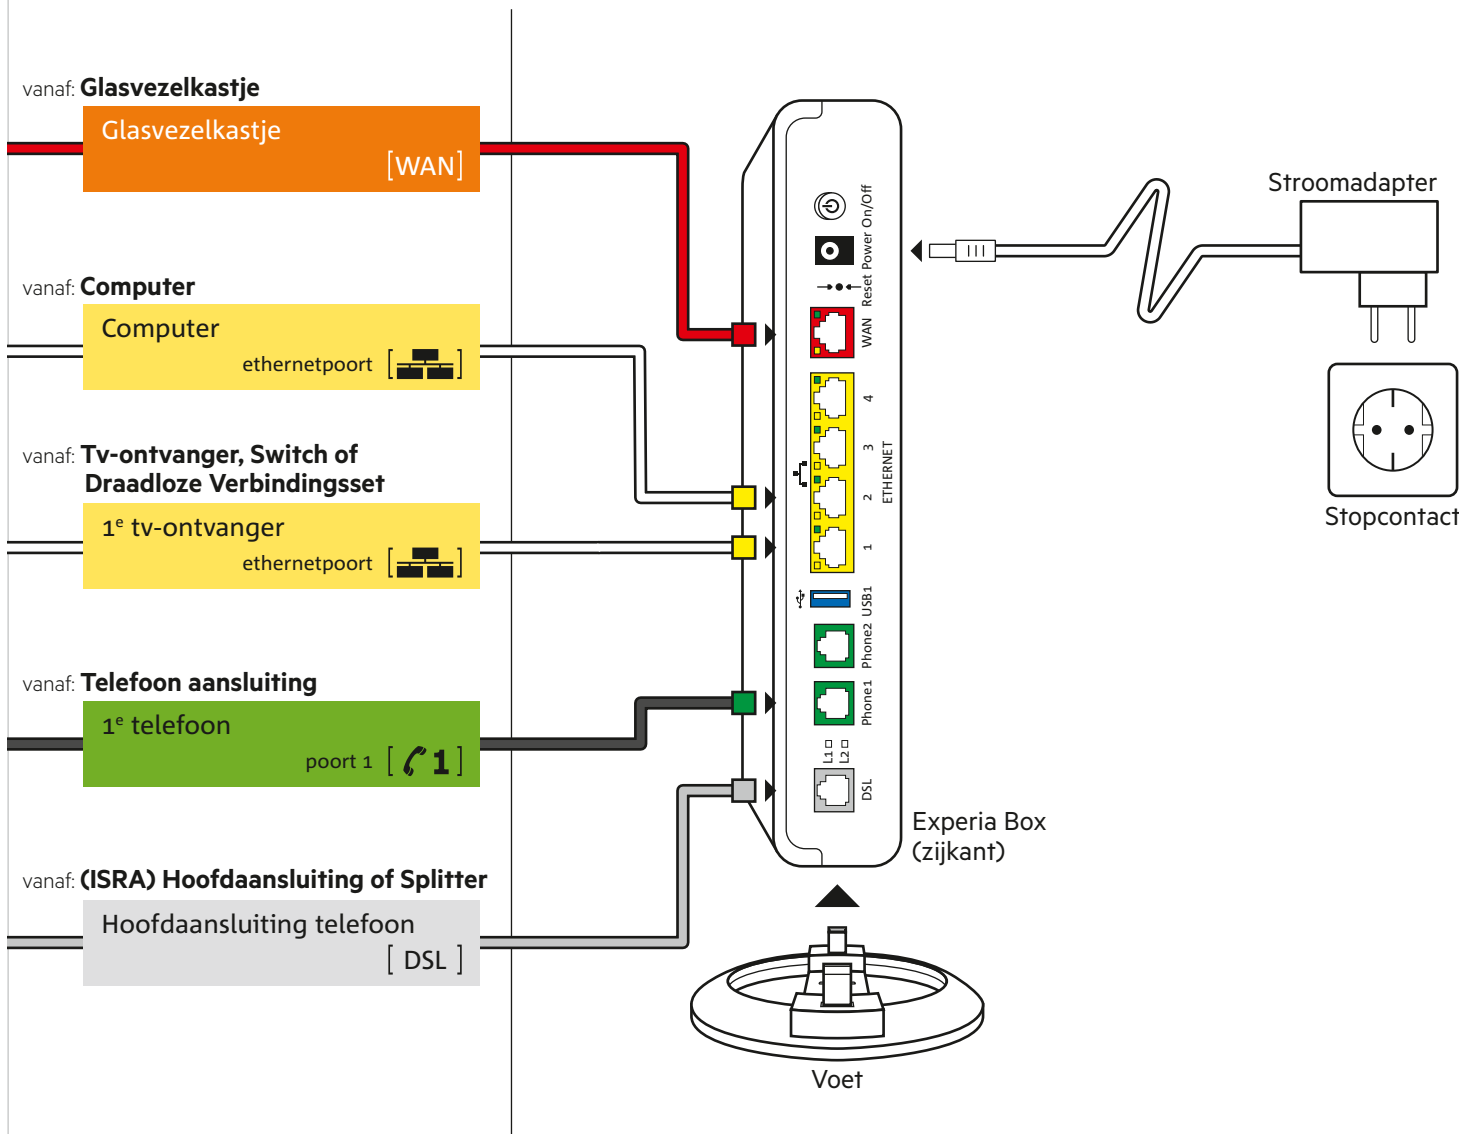 vanaf: Glasvezelkastje
Glasvezelkastje
[WAN]
vanaf: Computer
Computer
ethernetpoort [ ]
vanaf: Tv-ontvanger, Switch of
Draadloze Verbindingsset
1e tv-ontvanger
ethernetpoort [ ]
vanaf: Telefoon aansluiting
1e telefoon
poort 1 [ 1 ]
vanaf: (ISRA) Hoofdaansluiting of Splitter
Hoofdaansluiting telefoon
[ DSL ]
On/Off
Power
Reset
WAN
4
3
2
1
ETHERNET
USB1
Phone2
Phone1
L1
L2
DSL
Experia Box
(zijkant)
Voet
Stroomadapter
Stopcontact